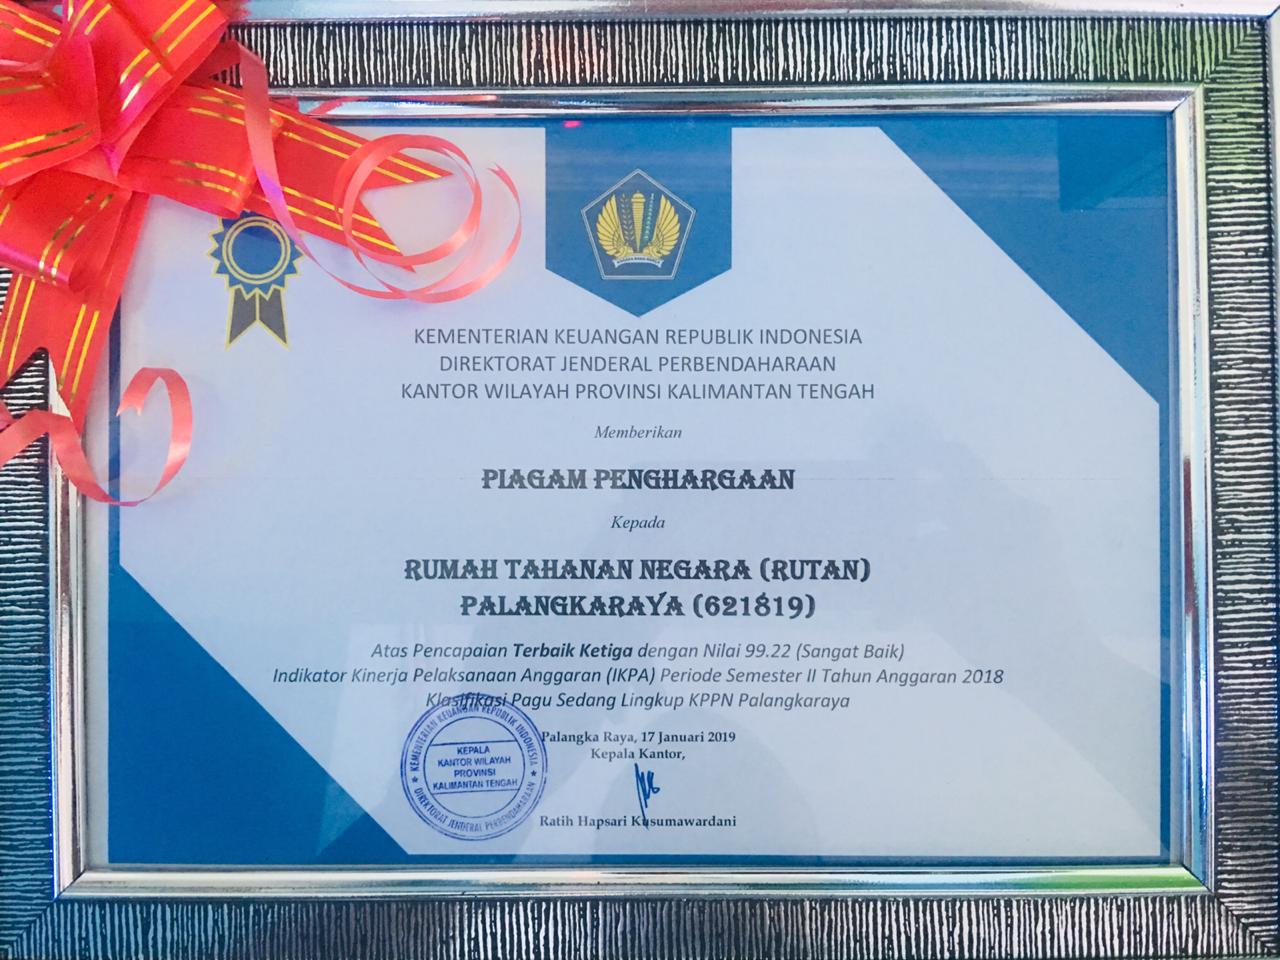 KEMENTERIAN KEUANGAN REPUBLIK INDONESIA
DIREKTORAT JENDERAL PERBENDAHARAAN
KANTOR WILAYAH PROVINSI KALIMANTAN TENGAH
Memberikan
PIAGAM PENGHARGAAN
Kepada
RUMAH TAHANAN NEGARA (RUTAN)
PALANGKARAYA (621819)
Atas Pencapaian Terbaik Ketiga dengan Nilai 99.22 (Sangat Baik)
Indikator Kinerja Pelaksanaan Anggaran (IKPA) Periode Semester II Tahun Anggaran 2018
Klasifikasi Pagu Sedang Lingkup KPPN Palangkaraya
Palangka Raya, 17 Januari 2019
Kepala Kantor,
KEMENTERIAN KEUANGAN REPUBLIK INDONESIA
KEPALA
KANTOR WILAYAH
PROVINSI
KALIMANTAN TENGAH
DIREKTORAT JENDERAL PERBENDAHARAAN
Ratih Hapsari Kusumawardani